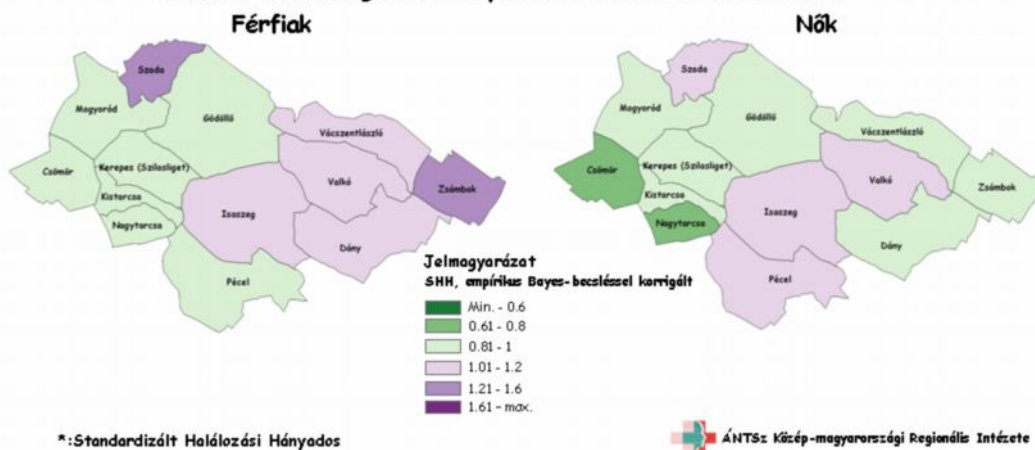 Férfiak
Nők
Szada
Mogyoród
Gödöllő
Vácszentlászló
Csömör
Kerepes (Szilasliget)
Valkó
Zsámbok
Kistarcsa
Isaszeg
Nagytarcsa
Dány
Pécel
Szada
Mogyoród
Gödöllő
Vácszentlászló
Csömör
Kerepes (Szilasliget)
Valkó
Zsámbok
Kistarcsa
Isaszeg
Nagytarcsa
Dány
Pécel
Jelmagyarázat
SHH, empírikus Bayes-becsléssel korrigált
Min. - 0.6
0.61 - 0.8
0.81 - 1
1.01 - 1.2
1.21 - 1.6
1.61 - max.
*:Standardizált Halálozási Hányados
ÁNTSz Közép-magyarországi Regionális Intézete